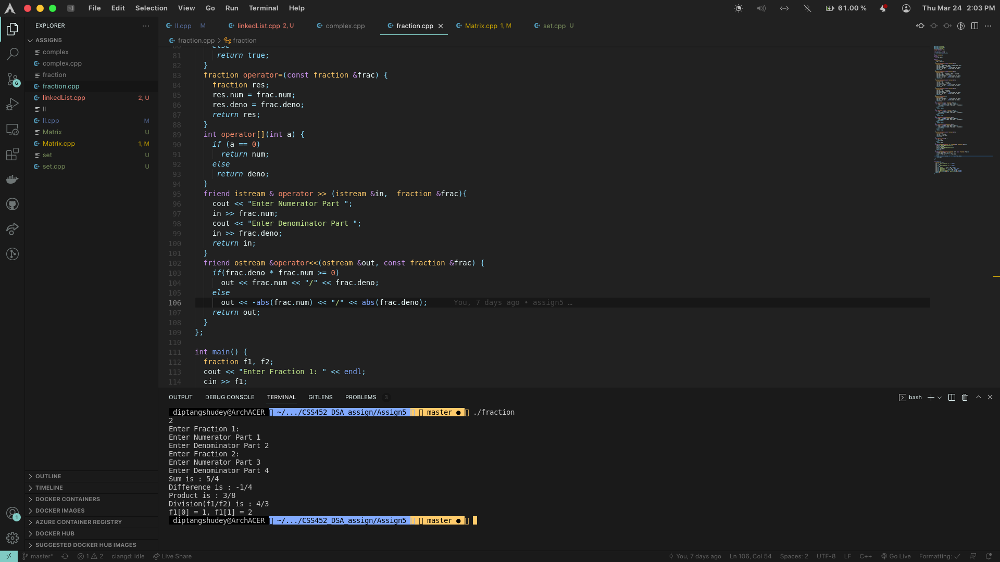 File Edit Selection View Go Run Terminal Help
61.00 %
Thu Mar 24 2:03 PM
EXPLORER
ASSIGN5
complex
complex.cpp
fraction
fraction.cpp
linkedList.cpp 2, U
ll
ll.cpp M
Matrix U
Matrix.cpp 1, M
set U
set.cpp U
OUTLINE
TIMELINE
DOCKER CONTAINERS
DOCKER IMAGES
AZURE CONTAINER REGISTRY
DOCKER HUB
SUGGESTED DOCKER HUB IMAGES
6
1
ll.cpp M linkedList.cpp 2, U complex.cpp fraction.cpp Matrix.cpp 1, M set.cpp U
fraction.cpp > fraction
80 else
81 return true;
82 }
83 fraction operator=(const fraction &frac) {
84 fraction res;
85 res.num = frac.num;
86 res.deno = frac.deno;
87 return res;
88 }
89 int operator[](int a) {
90 if (a == 0)
91 return num;
92 else
93 return deno;
94 }
95 friend istream & operator >> (istream &in,  fraction &frac){
96 cout << "Enter Numerator Part ";
97 in >> frac.num;
98 cout << "Enter Denominator Part ";
99 in >> frac.deno;
100 return in;
101 }
102 friend ostream &operator<<(ostream &out, const fraction &frac) {
103 if(frac.deno * frac.num >= 0)
104 out << frac.num << "/" << frac.deno;
105 else
106 out << -abs(frac.num) << "/" << abs(frac.deno); You, 7 days ago • assign5 …
107 return out;
108 }
109 };
110
111 int main() {
112 fraction f1, f2;
113 cout << "Enter Fraction 1: " << endl;
114 cin >> f1;
OUTPUT DEBUG CONSOLE TERMINAL GITLENS PROBLEMS 3
bash
diptangshudey@ArchACER ~/.../CSS452_DSA_assign/Assign5 master ● ./fraction
2
Enter Fraction 1:
Enter Numerator Part 1
Enter Denominator Part 2
Enter Fraction 2:
Enter Numerator Part 3
Enter Denominator Part 4
Sum is : 5/4
Difference is : -1/4
Product is : 3/8
Division(f1/f2) is : 4/3
f1[0] = 1, f1[1] = 2
diptangshudey@ArchACER ~/.../CSS452_DSA_assign/Assign5 master ●
master* 1 2 clangd: idle Live Share
You, 7 days ago Ln 106, Col 54 Spaces: 2 UTF-8 LF C++ Go Live Formatting: ✓